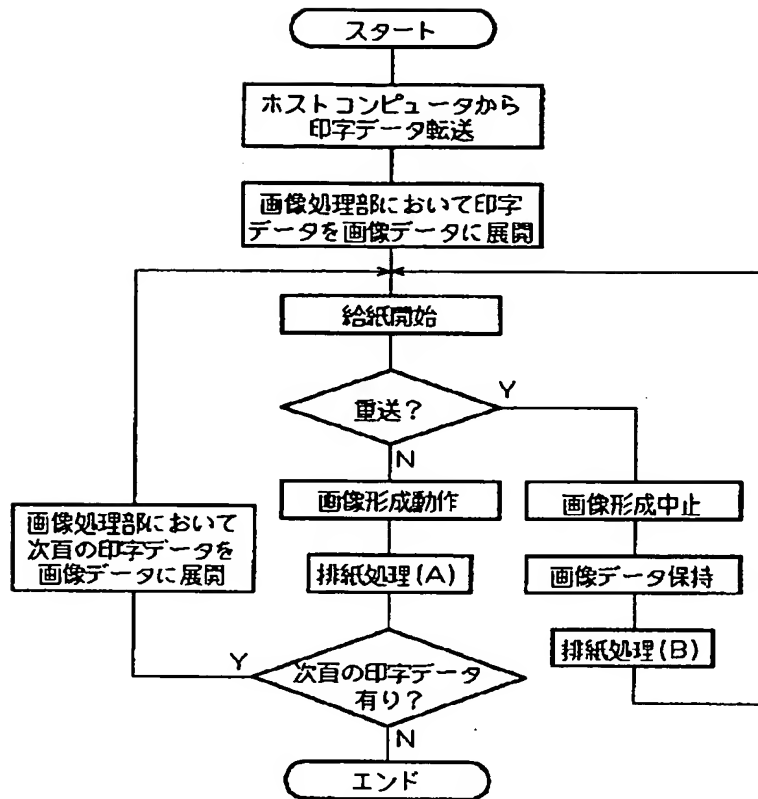 スタート
ホストコンピュータから
印字データ転送
画像処理部において印字
データを画像データに展開
給紙開始
重送?
Y
N
画像形成動作
画像形成中止
画像処理部において
次頁の印字データを
画像データに展開
排紙処理(A)
画像データ保持
排紙処理(B)
Y
次頁の印字データ
有り?
N
エンド